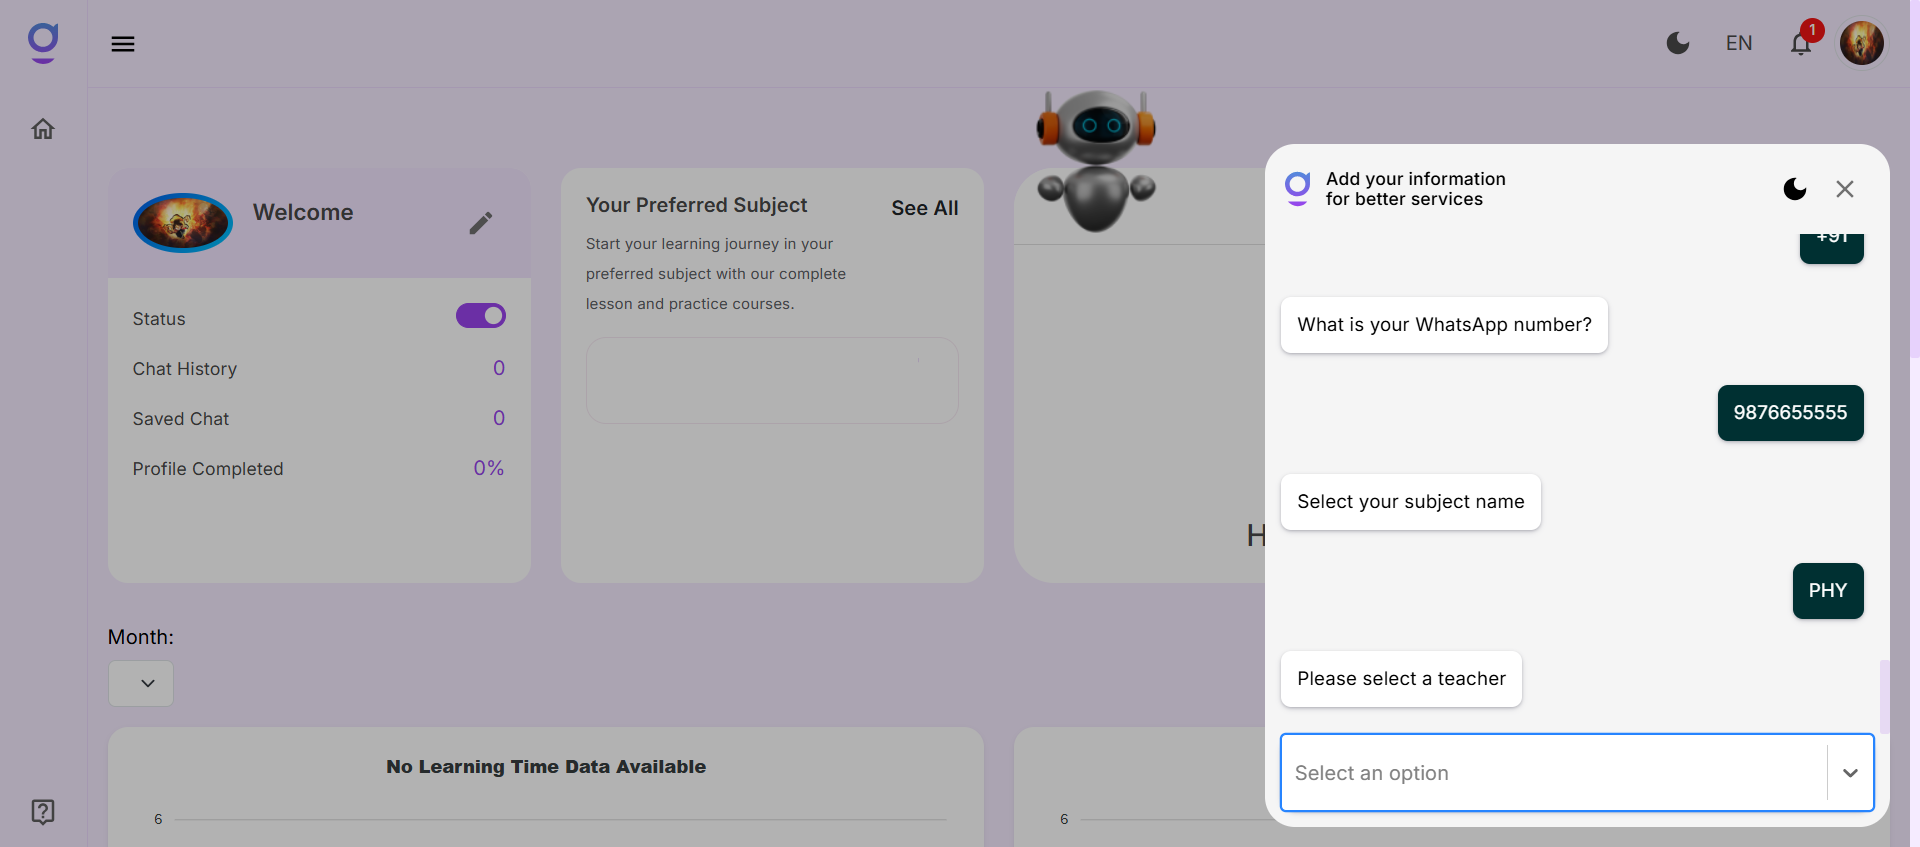 EN
1
Welcome
Status
Chat History 0
Saved Chat 0
Profile Completed 0%
Your Preferred Subject
See All
Start your learning journey in your
preferred subject with our complete
lesson and practice courses.
H
Month:
No Learning Time Data Available
6
6
Add your information
for better services
+91
What is your WhatsApp number?
9876655555
Select your subject name
PHY
Please select a teacher
Select an option